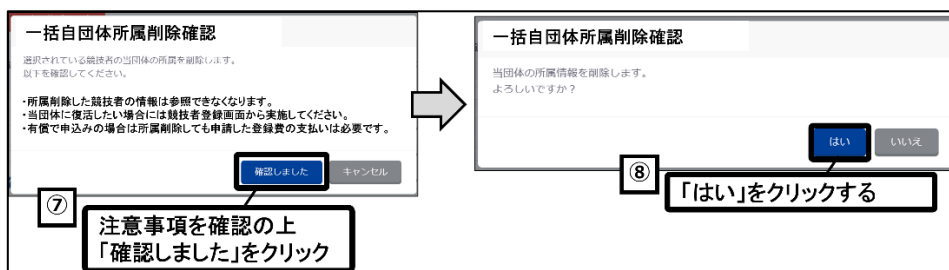 一括自団体所属削除確認
選択されている競技者の当団体の所属を削除します。
以下を確認してください。
・所属削除した競技者の情報は参照できなくなります。
・当団体に復活したい場合には競技者登録画面から実施してください。
・有償で申込みの場合は所属削除しても申請した登録費の支払いは必要です。
確認しました
キャンセル
⑦
注意事項を確認の上
「確認しました」をクリック
一括自団体所属削除確認
当団体の所属情報を削除します。
よろしいですか？
はい
いいえ
⑧
「はい」をクリックする